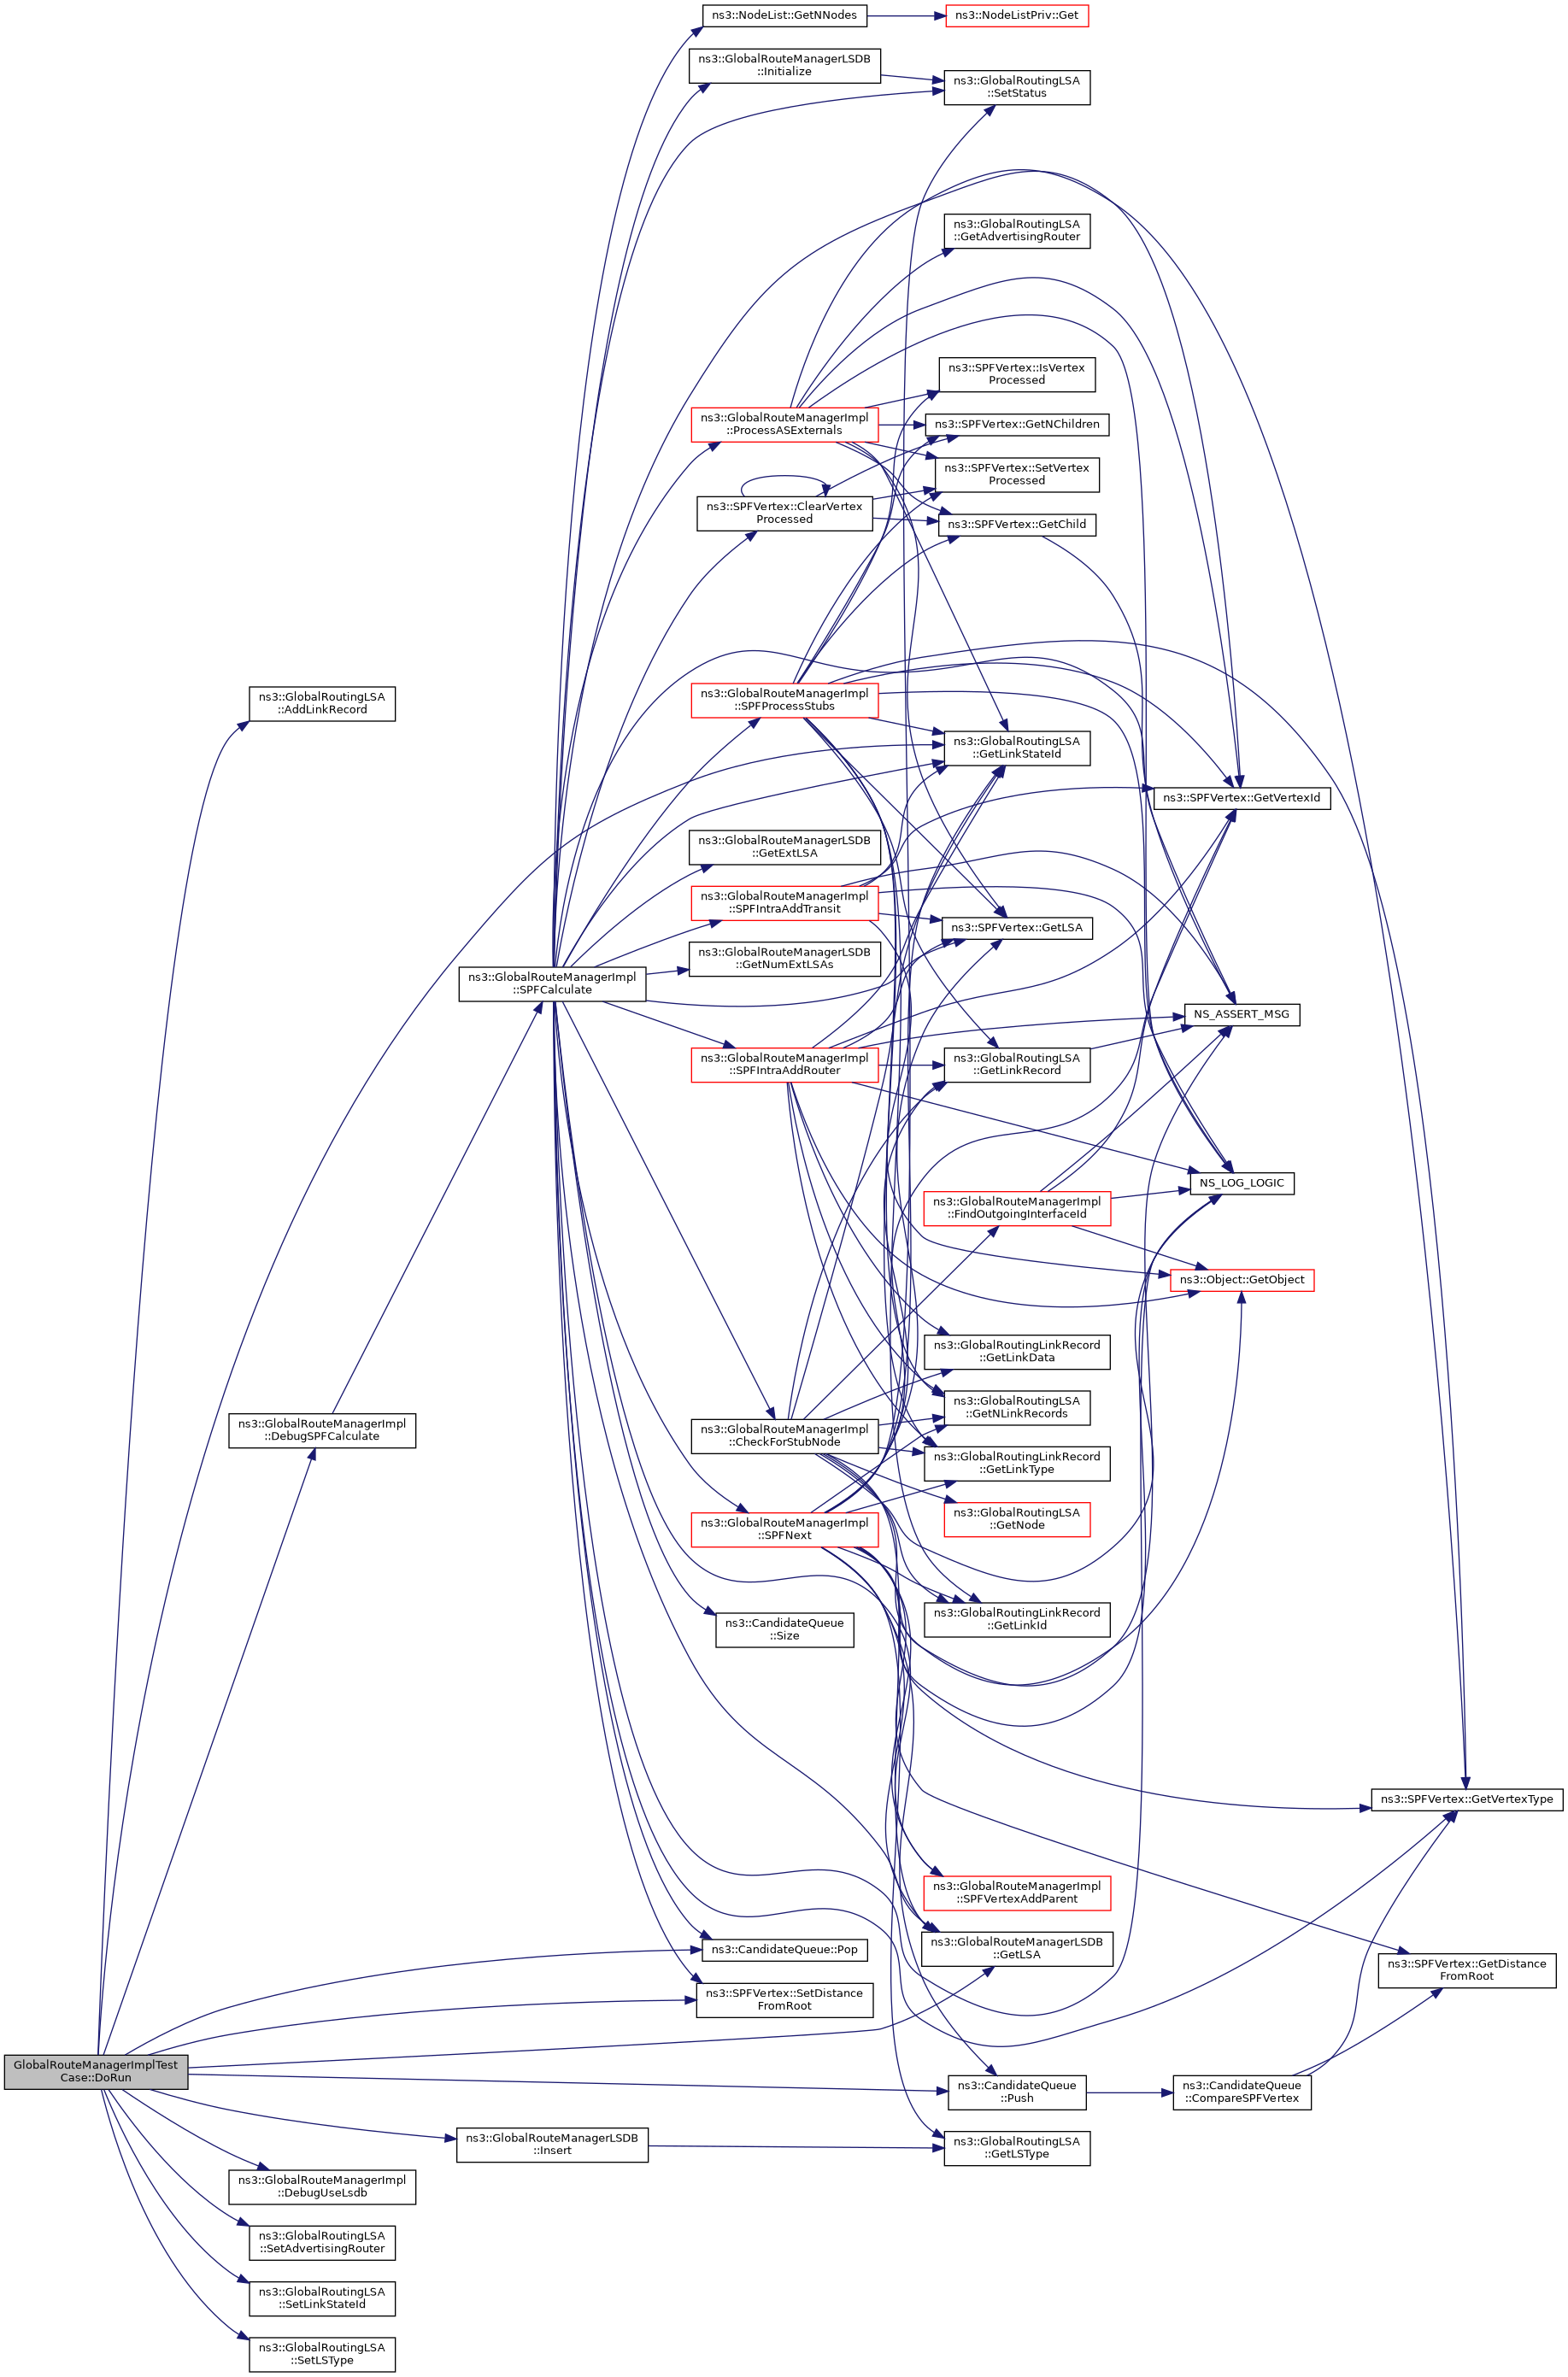 ns3::NodeList::GetNNodes
ns3::NodeListPriv::Get
ns3::GlobalRouteManagerLSDB
::Initialize
ns3::GlobalRoutingLSA
::SetStatus
ns3::GlobalRoutingLSA
::GetAdvertisingRouter
ns3::SPFVertex::IsVertex
Processed
ns3::GlobalRouteManagerImpl
::ProcessASExternals
ns3::SPFVertex::GetNChildren
ns3::SPFVertex::SetVertex
Processed
ns3::SPFVertex::ClearVertex
Processed
ns3::SPFVertex::GetChild
ns3::GlobalRoutingLSA
::AddLinkRecord
ns3::GlobalRouteManagerImpl
::SPFProcessStubs
ns3::GlobalRoutingLSA
::GetLinkStateId
ns3::SPFVertex::GetVertexId
ns3::GlobalRouteManagerLSDB
::GetExtLSA
ns3::GlobalRouteManagerImpl
::SPFIntraAddTransit
ns3::SPFVertex::GetLSA
ns3::GlobalRouteManagerLSDB
::GetNumExtLSAs
ns3::GlobalRouteManagerImpl
::SPFCalculate
NS_ASSERT_MSG
ns3::GlobalRouteManagerImpl
::SPFIntraAddRouter
ns3::GlobalRoutingLSA
::GetLinkRecord
NS_LOG_LOGIC
ns3::GlobalRouteManagerImpl
::FindOutgoingInterfaceId
ns3::Object::GetObject
ns3::GlobalRoutingLinkRecord
::GetLinkData
ns3::GlobalRoutingLSA
::GetNLinkRecords
ns3::GlobalRouteManagerImpl
::DebugSPFCalculate
ns3::GlobalRouteManagerImpl
::CheckForStubNode
ns3::GlobalRoutingLinkRecord
::GetLinkType
ns3::GlobalRoutingLSA
::GetNode
ns3::GlobalRouteManagerImpl
::SPFNext
ns3::GlobalRoutingLinkRecord
::GetLinkId
ns3::CandidateQueue
::Size
ns3::SPFVertex::GetVertexType
ns3::GlobalRouteManagerImpl
::SPFVertexAddParent
ns3::GlobalRouteManagerLSDB
::GetLSA
ns3::CandidateQueue::Pop
ns3::SPFVertex::GetDistance
FromRoot
ns3::SPFVertex::SetDistance
FromRoot
GlobalRouteManagerImplTest
Case::DoRun
ns3::CandidateQueue
::Push
ns3::CandidateQueue
::CompareSPFVertex
ns3::GlobalRouteManagerLSDB
::Insert
ns3::GlobalRoutingLSA
::GetLSType
ns3::GlobalRouteManagerImpl
::DebugUseLsdb
ns3::GlobalRoutingLSA
::SetAdvertisingRouter
ns3::GlobalRoutingLSA
::SetLinkStateId
ns3::GlobalRoutingLSA
::SetLSType